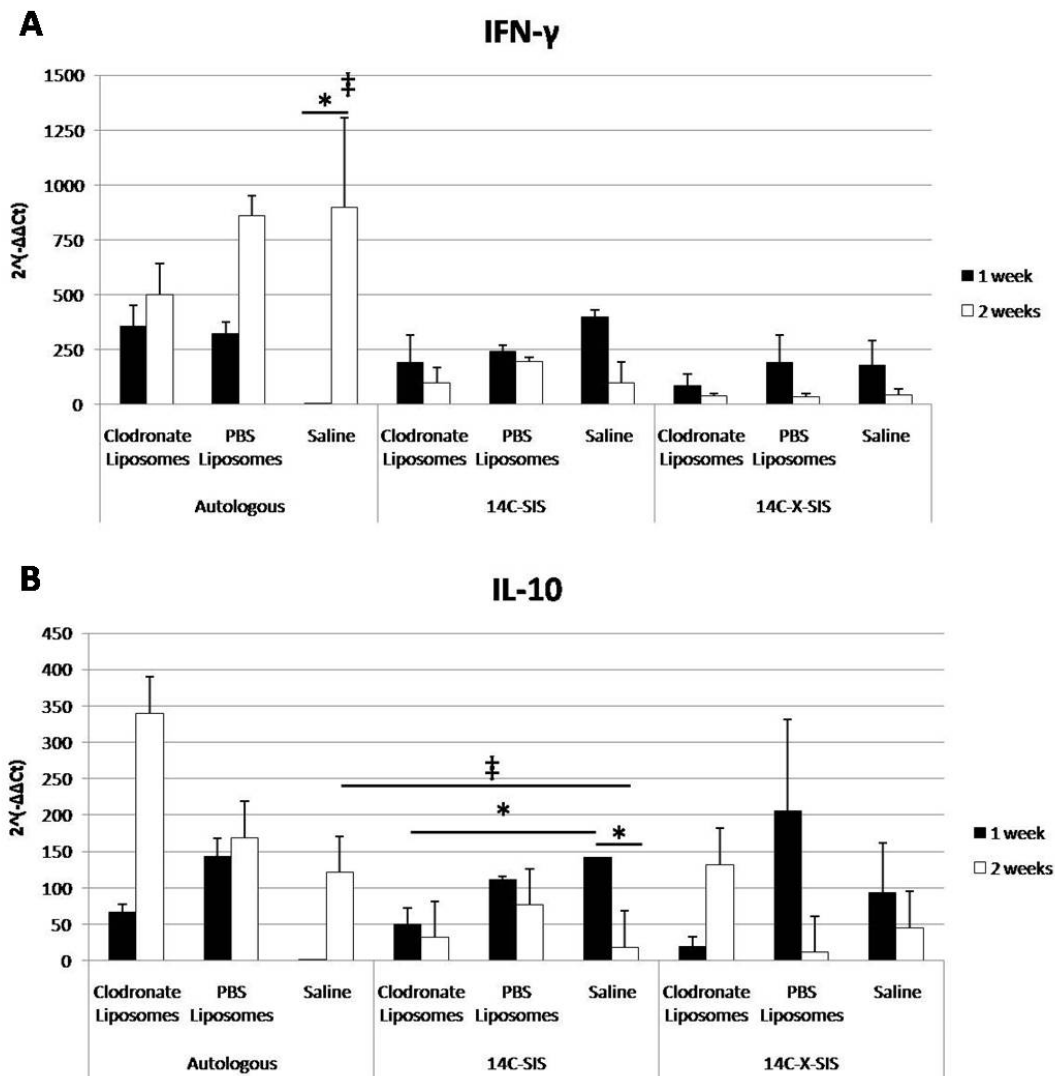 A
IFN-γ
1500
1250
1000
750
500
250
0
2^(-ΔΔCt)
* ‡
1 week
2 weeks
Clodronate Liposomes
PBS Liposomes
Saline
Clodronate Liposomes
PBS Liposomes
Saline
Clodronate Liposomes
PBS Liposomes
Saline
Autologous
14C-SIS
14C-X-SIS
B
IL-10
450
400
350
300
250
200
150
100
50
0
2^(-ΔΔCt)
‡
*
*
1 week
2 weeks
Clodronate Liposomes
PBS Liposomes
Saline
Clodronate Liposomes
PBS Liposomes
Saline
Clodronate Liposomes
PBS Liposomes
Saline
Autologous
14C-SIS
14C-X-SIS